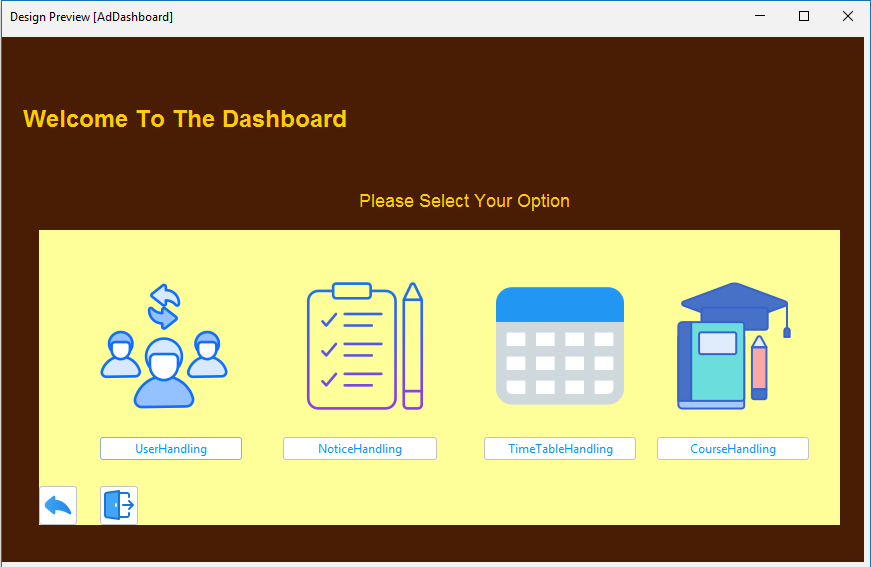 Design Preview [AdDashboard]
Welcome To The Dashboard
Please Select Your Option
UserHandling
NoticeHandling
TimeTableHandling
CourseHandling